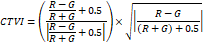 CTVI = ( (R − G)/(R + G) + 0.5 / |(R − G)/(R + G) + 0.5| ) × √|(R − G)/((R + G) + 0.5)|